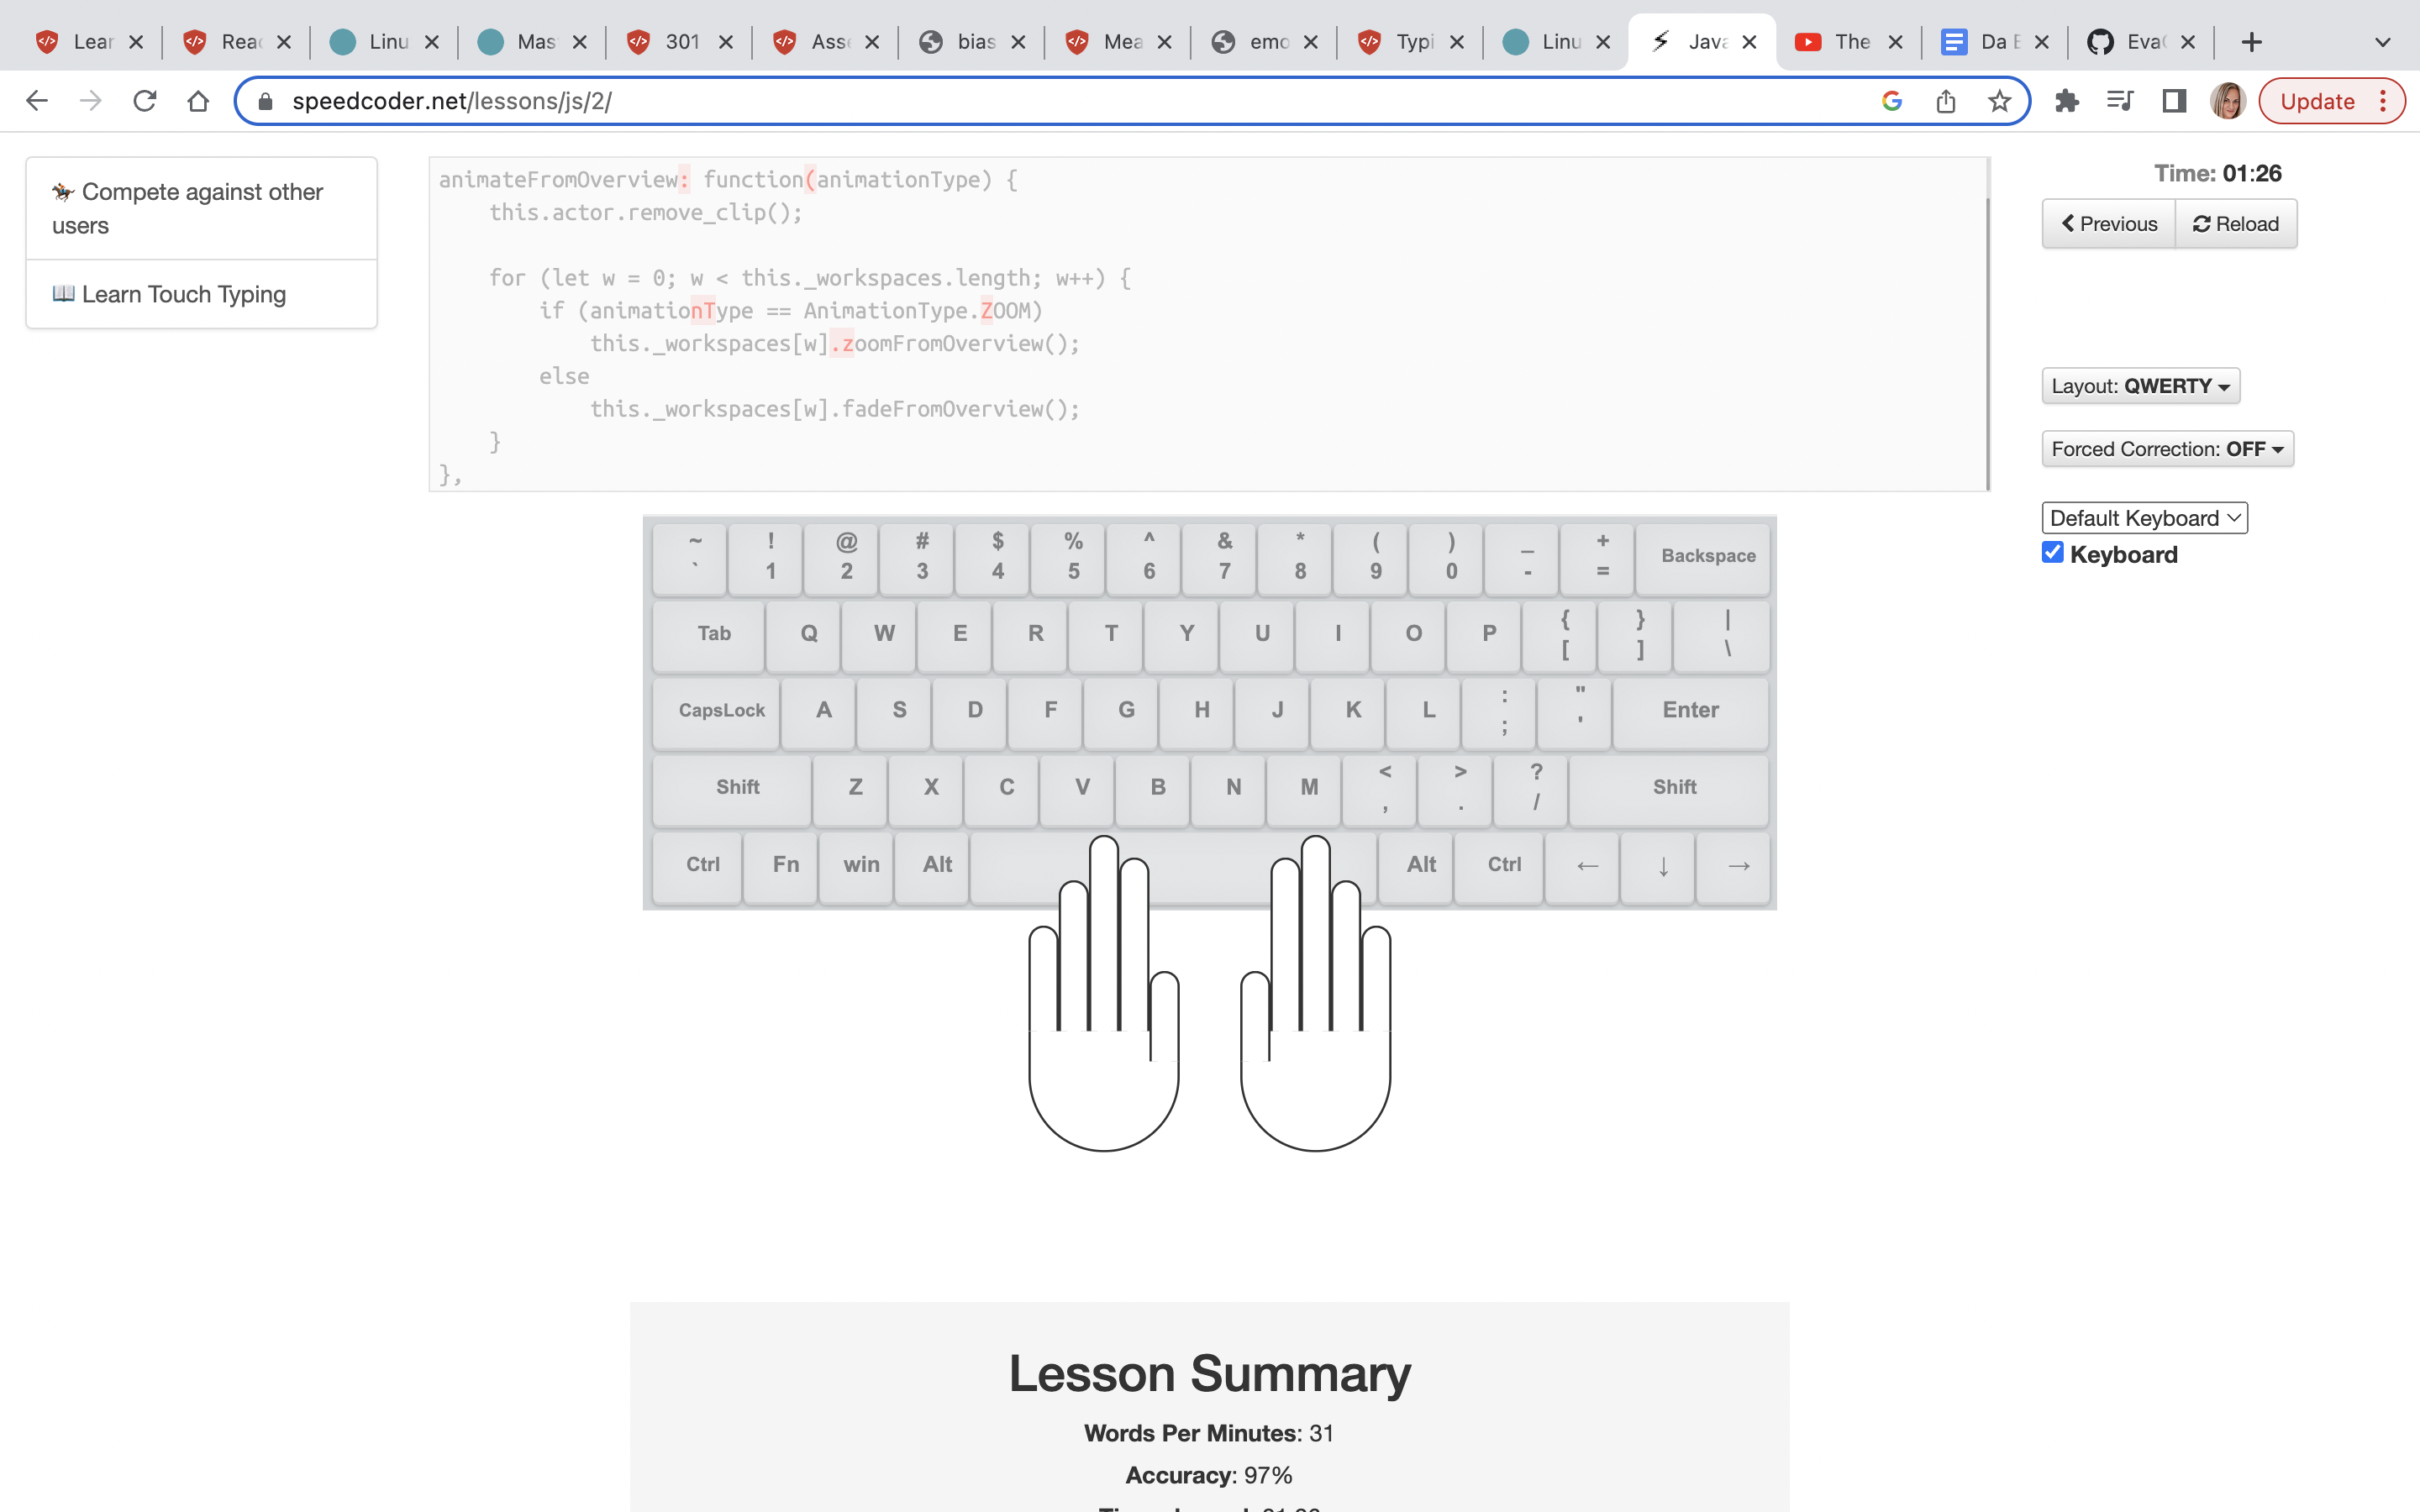 Lear
Reac
Linu
Mas
301
Asse
bias
Mea
emo
Typi
Linu
Java
The
Da E
Eva
speedcoder.net/lessons/js/2/
Update
Compete against other
users
Learn Touch Typing
animateFromOverview: function(animationType) {
    this.actor.remove_clip();
    for (let w = 0; w < this._workspaces.length; w++) {
        if (animationType == AnimationType.ZOOM)
            this._workspaces[w].zoomFromOverview();
        else
            this._workspaces[w].fadeFromOverview();
    }
},
Time: 01:26
Previous Reload
Layout: QWERTY
Forced Correction: OFF
Default Keyboard
Keyboard
~ ! @ # $ % ^ & * ( ) _ +
` 1 2 3 4 5 6 7 8 9 0 - = Backspace
Tab Q W E R T Y U I O P { [ } ] | \
CapsLock A S D F G H J K L : ; " ' Enter
Shift Z X C V B N M < , > . ? / Shift
Ctrl Fn win Alt Alt Ctrl ← ↓ →
Lesson Summary
Words Per Minutes: 31
Accuracy: 97%